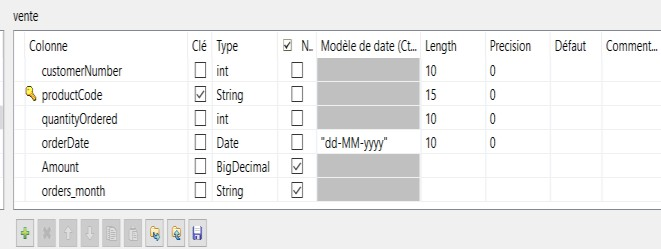 vente
Colonne Clé Type N.. Modèle de date (Ct... Length Precision Défaut Comment...
customerNumber int 10 0
productCode String 15 0
quantityOrdered int 10 0
orderDate Date "dd-MM-yyyy" 10 0
Amount BigDecimal
orders_month String